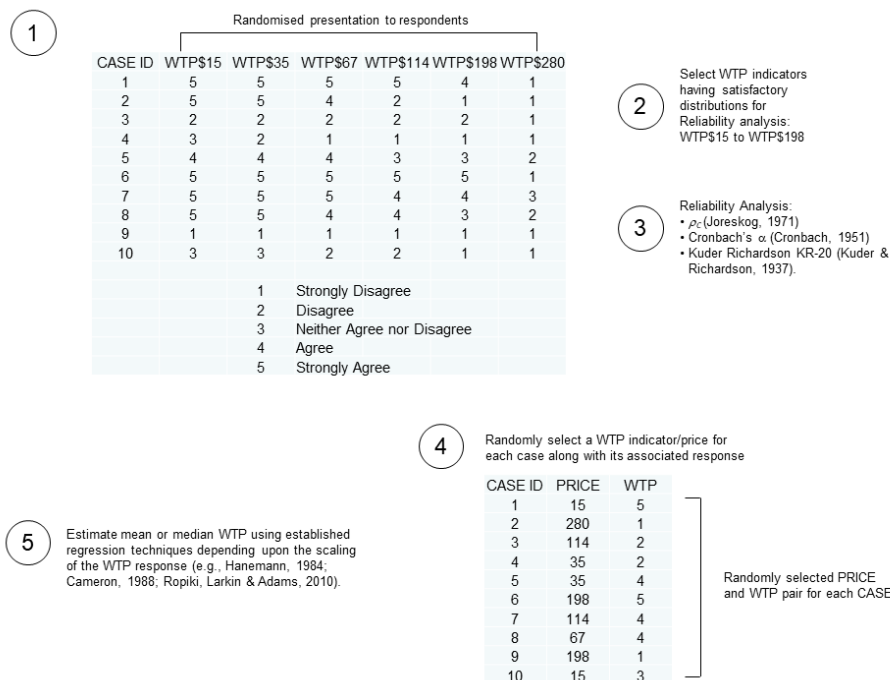 1
Randomised presentation to respondents
CASE ID WTP$15 WTP$35 WTP$67 WTP$114 WTP$198 WTP$280
1 5 5 5 5 4 1
2 5 5 4 2 1 1
3 2 2 2 2 2 1
4 3 2 1 1 1 1
5 4 4 4 3 3 2
6 5 5 5 5 5 1
7 5 5 5 4 4 3
8 5 5 4 4 3 2
9 1 1 1 1 1 1
10 3 3 2 2 1 1
1 Strongly Disagree
2 Disagree
3 Neither Agree nor Disagree
4 Agree
5 Strongly Agree
2
Select WTP indicators
having satisfactory
distributions for
Reliability analysis:
WTP$15 to WTP$198
3
Reliability Analysis:
• ρc (Joreskog, 1971)
• Cronbach's α (Cronbach, 1951)
• Kuder Richardson KR-20 (Kuder &
Richardson, 1937).
4
Randomly select a WTP indicator/price for
each case along with its associated response
CASE ID PRICE WTP
1 15 5
2 280 1
3 114 2
4 35 2
5 35 4
6 198 5
7 114 4
8 67 4
9 198 1
10 15 3
Randomly selected PRICE
and WTP pair for each CASE
5
Estimate mean or median WTP using established
regression techniques depending upon the scaling
of the WTP response (e.g., Hanemann, 1984;
Cameron, 1988; Ropiki, Larkin & Adams, 2010).